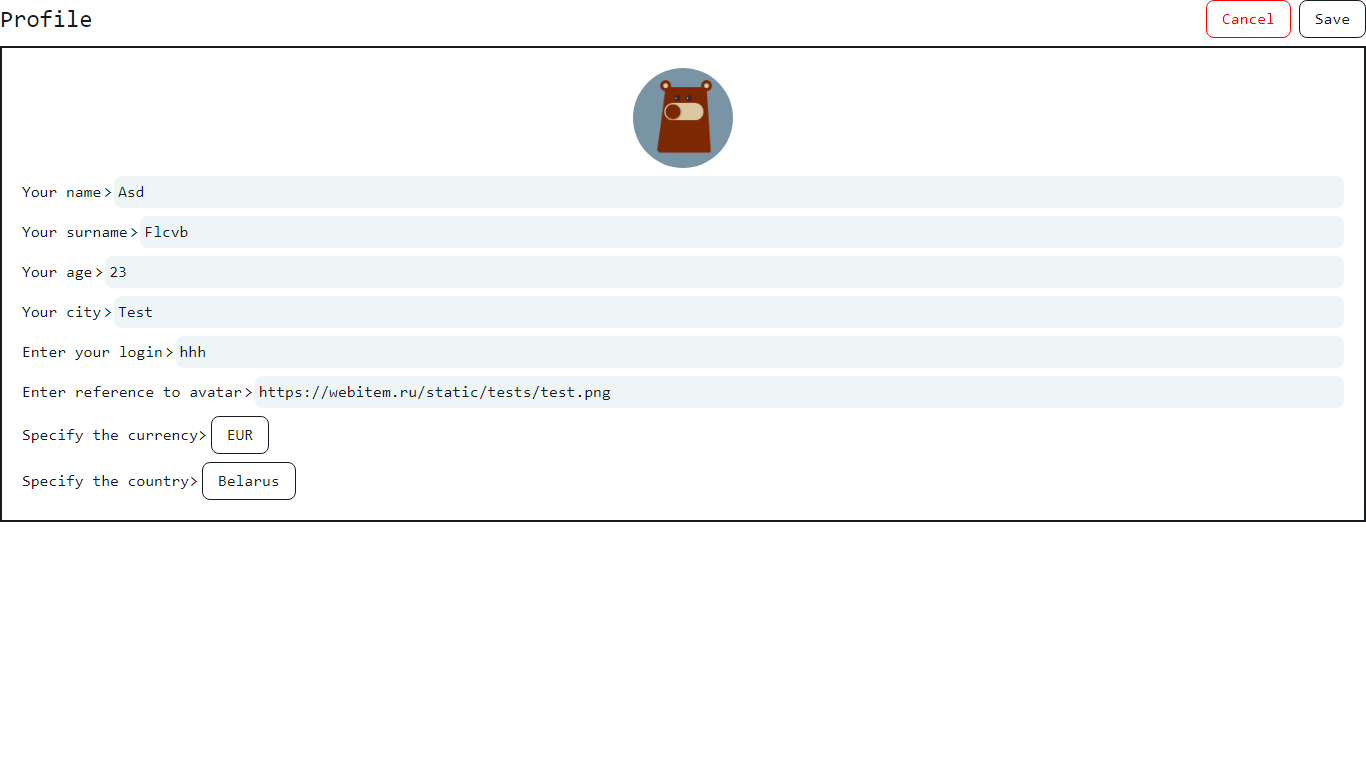 Profile Cancel Save
Your name> Asd
Your surname> Flcvb
Your age> 23
Your city> Test
Enter your login> hhh
Enter reference to avatar> https://webitem.ru/static/tests/test.png
Specify the currency> EUR
Specify the country> Belarus